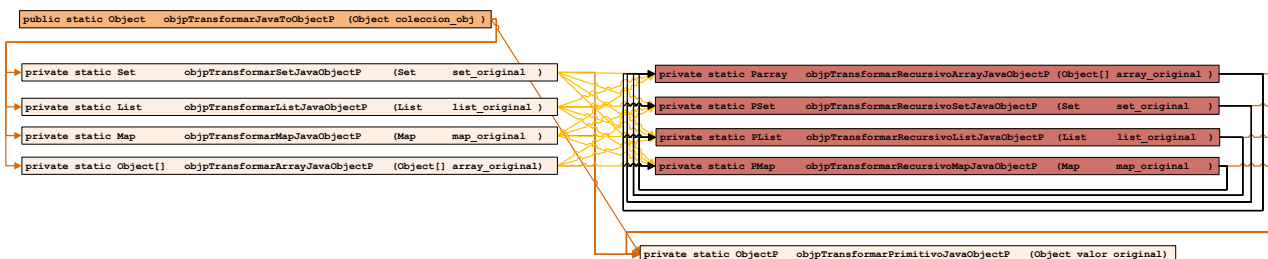 public static Object objpTransformarJavaToObjectP (Object coleccion_obj )
private static Set objpTransformarSetJavaObjectP (Set set_original )
private static List objpTransformarListJavaObjectP (List list_original )
private static Map objpTransformarMapJavaObjectP (Map map_original )
private static Object[] objpTransformarArrayJavaObjectP (Object[] array_original)
private static Parray objpTransformarRecursivoArrayJavaObjectP (Object[] array_original )
private static PSet objpTransformarRecursivoSetJavaObjectP (Set set_original )
private static PList objpTransformarRecursivoListJavaObjectP (List list_original )
private static PMap objpTransformarRecursivoMapJavaObjectP (Map map_original )
private static ObjectP objpTransformarPrimitivoJavaObjectP (Object valor original)